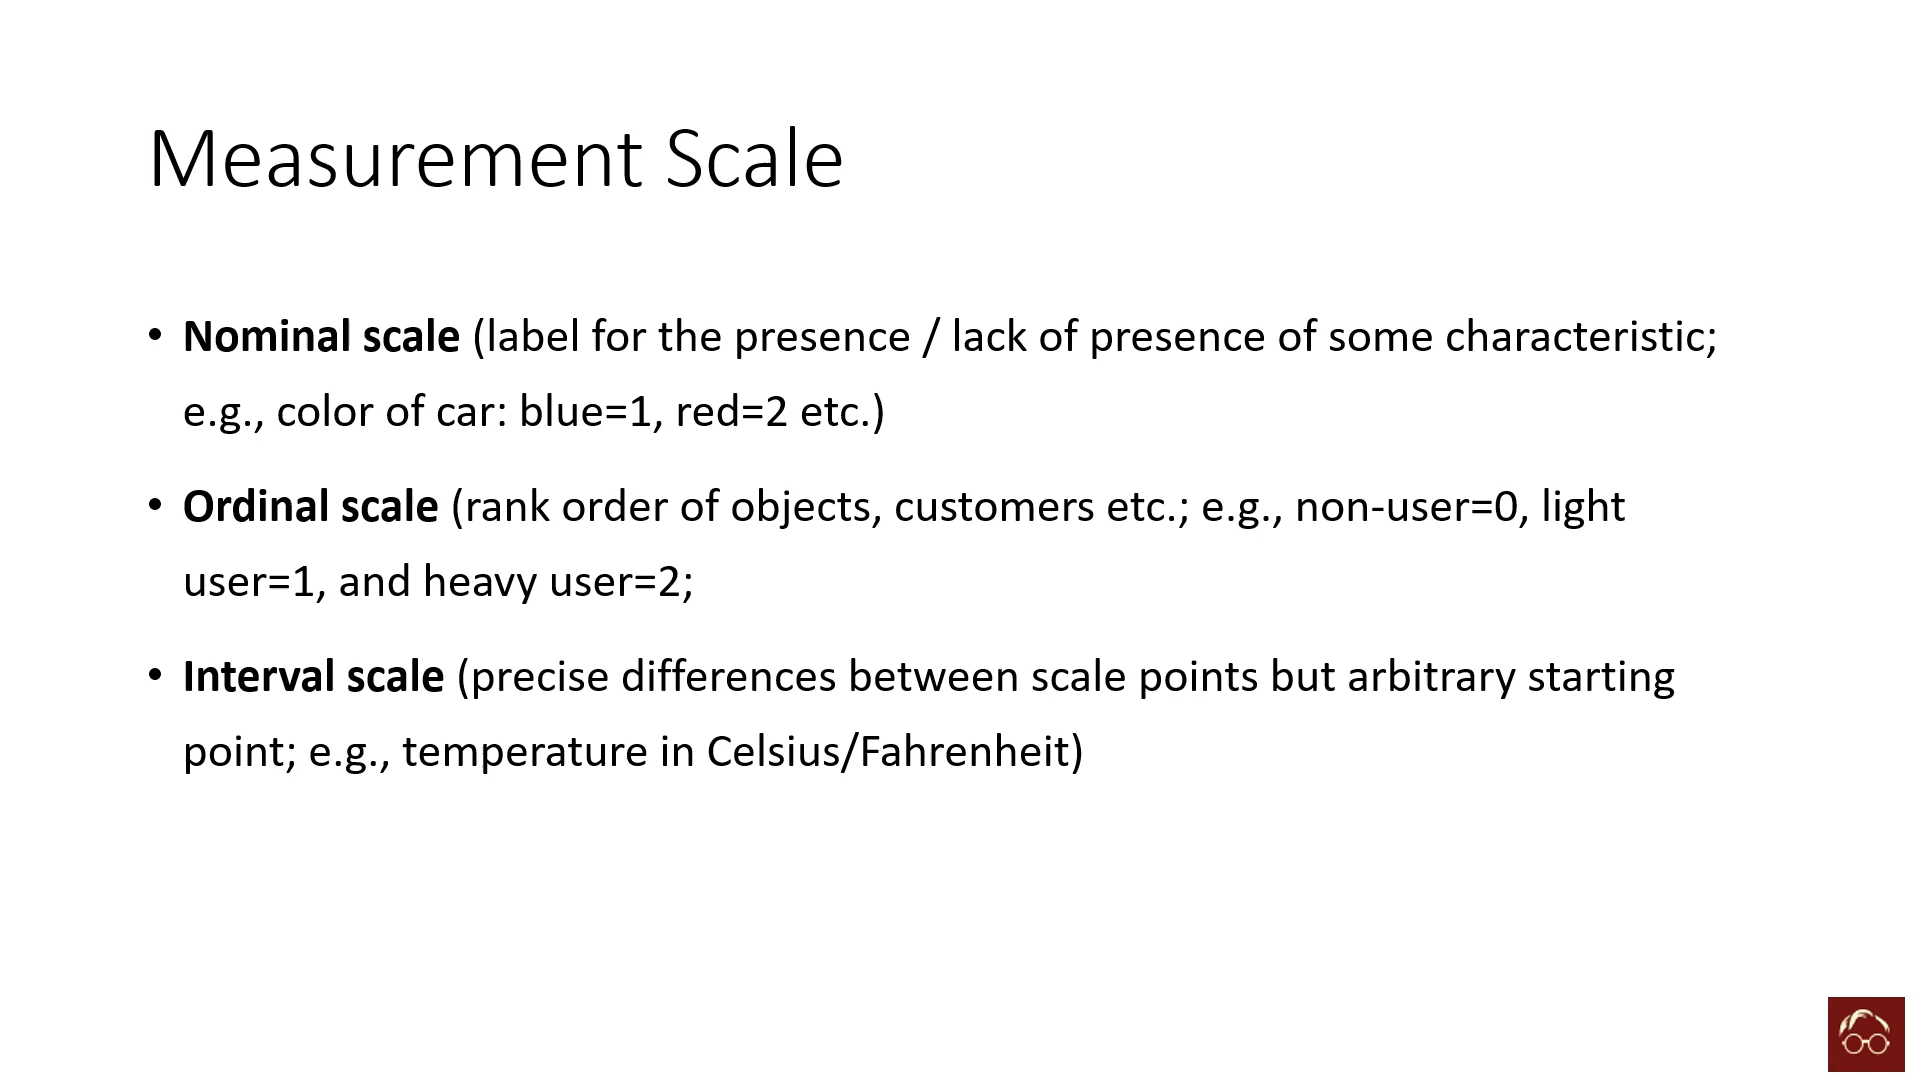 Measurement Scale
• Nominal scale (label for the presence / lack of presence of some characteristic;
e.g., color of car: blue=1, red=2 etc.)
• Ordinal scale (rank order of objects, customers etc.; e.g., non-user=0, light
user=1, and heavy user=2;
• Interval scale (precise differences between scale points but arbitrary starting
point; e.g., temperature in Celsius/Fahrenheit)